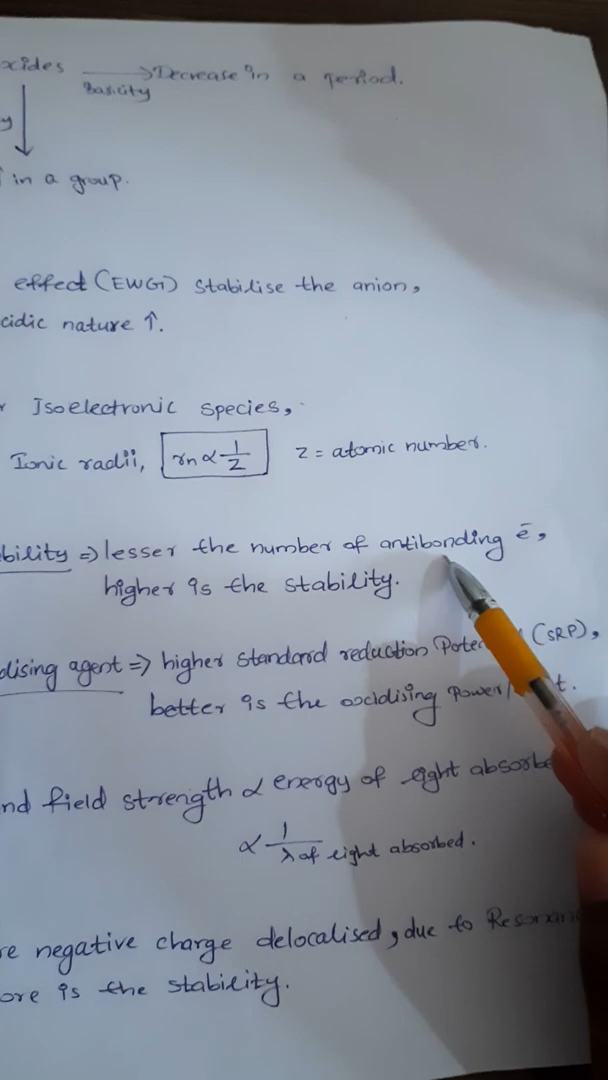 oxides → Decrease in a period.
Basicity
y ↓
in a group.
effect (EWG) stabilise the anion,
cidic nature ↑.
r Isoelectronic species,
Ionic radii, rn ∝ 1/Z Z = atomic number.
bility ⇒ lesser the number of antibonding ē,
higher is the stability.
dising agent ⇒ higher standard reduction Pote (SRP),
better is the oxidising power/ t.
nd field strength ∝ energy of light absorbe
∝ 1/λ of light absorbed.
re negative charge delocalised, due to Resonan
ore is the stability.